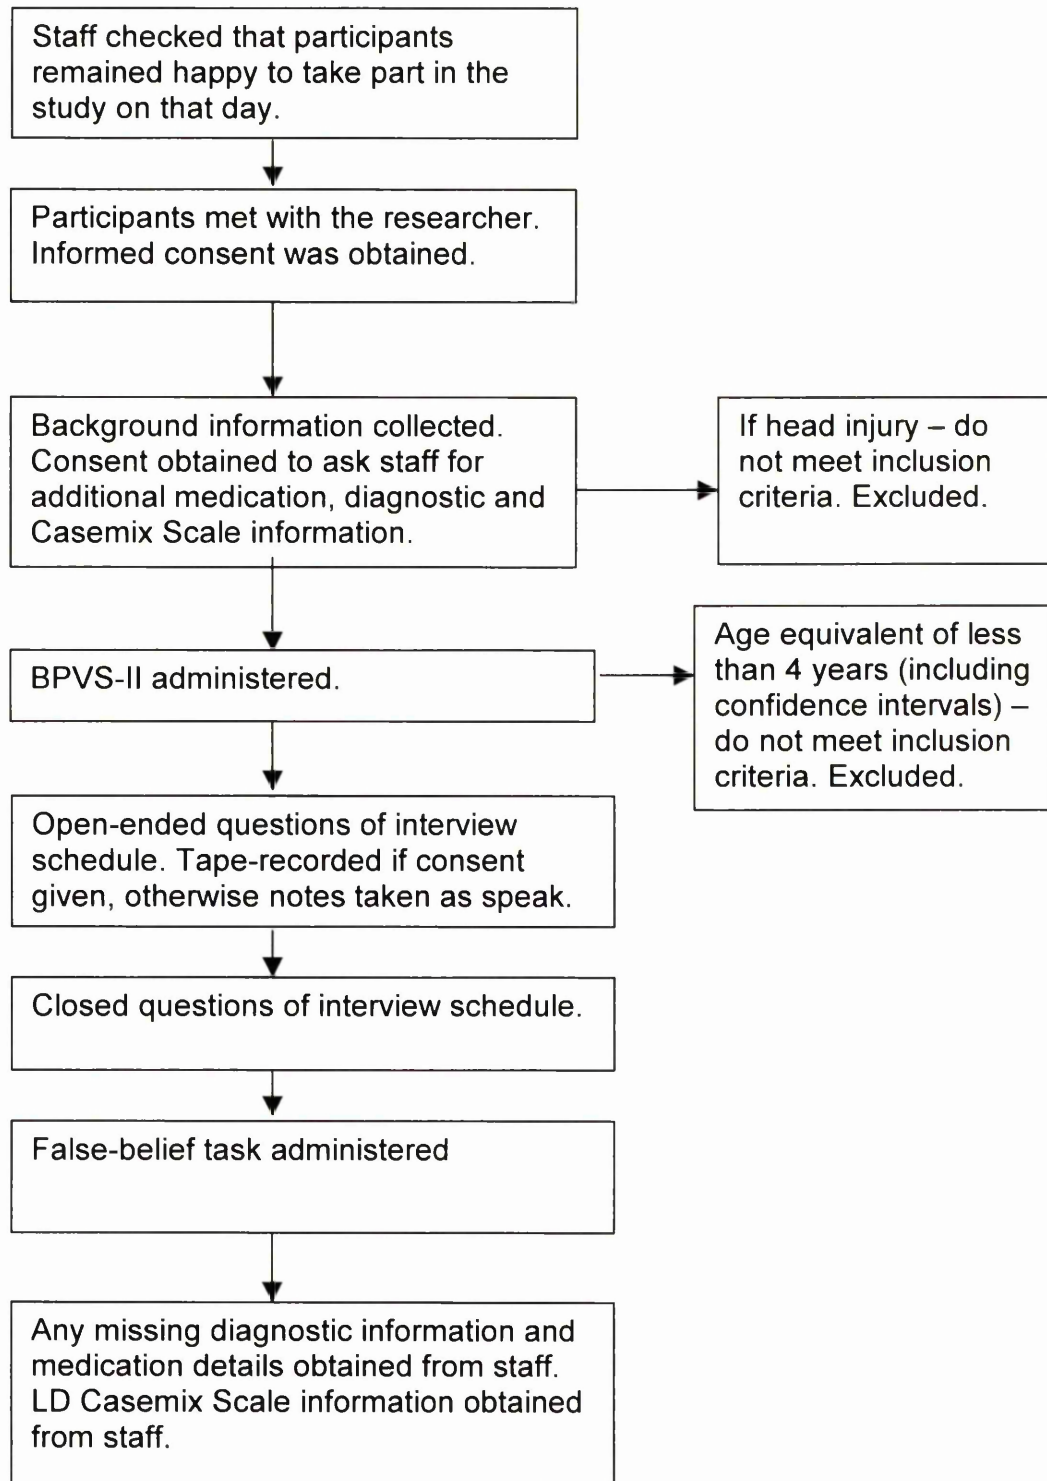 Staff checked that participants
remained happy to take part in the
study on that day.
Participants met with the researcher.
Informed consent was obtained.
Background information collected.
Consent obtained to ask staff for
additional medication, diagnostic and
Casemix Scale information.
If head injury – do
not meet inclusion
criteria. Excluded.
BPVS-II administered.
Age equivalent of less
than 4 years (including
confidence intervals) –
do not meet inclusion
criteria. Excluded.
Open-ended questions of interview
schedule. Tape-recorded if consent
given, otherwise notes taken as speak.
Closed questions of interview schedule.
False-belief task administered
Any missing diagnostic information and
medication details obtained from staff.
LD Casemix Scale information obtained
from staff.